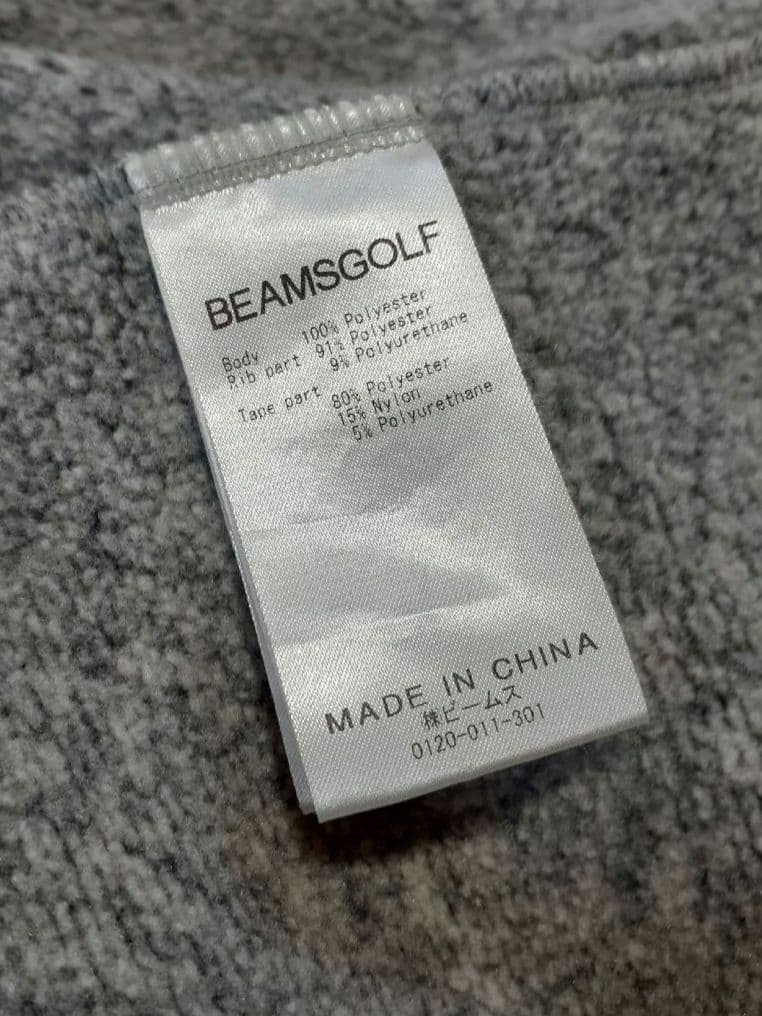 BEAMSGOLF
Body 100% Polyester
Rib part 91% Polyester
9% Polyurethane
Tape part 80% Polyester
15% Nylon
5% Polyurethane
MADE IN CHINA
㈱ビームス
0120-011-301